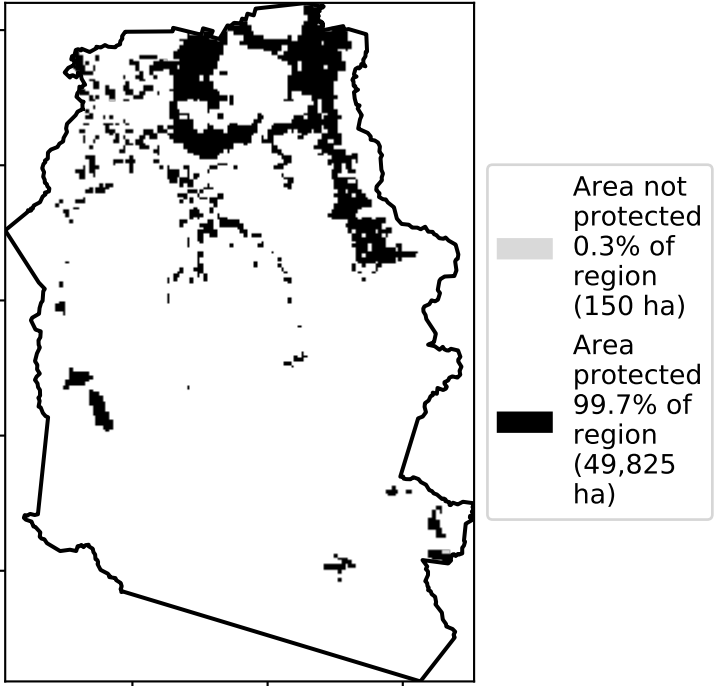 Area not
protected
0.3% of
region
(150 ha)
Area
protected
99.7% of
region
(49,825
ha)